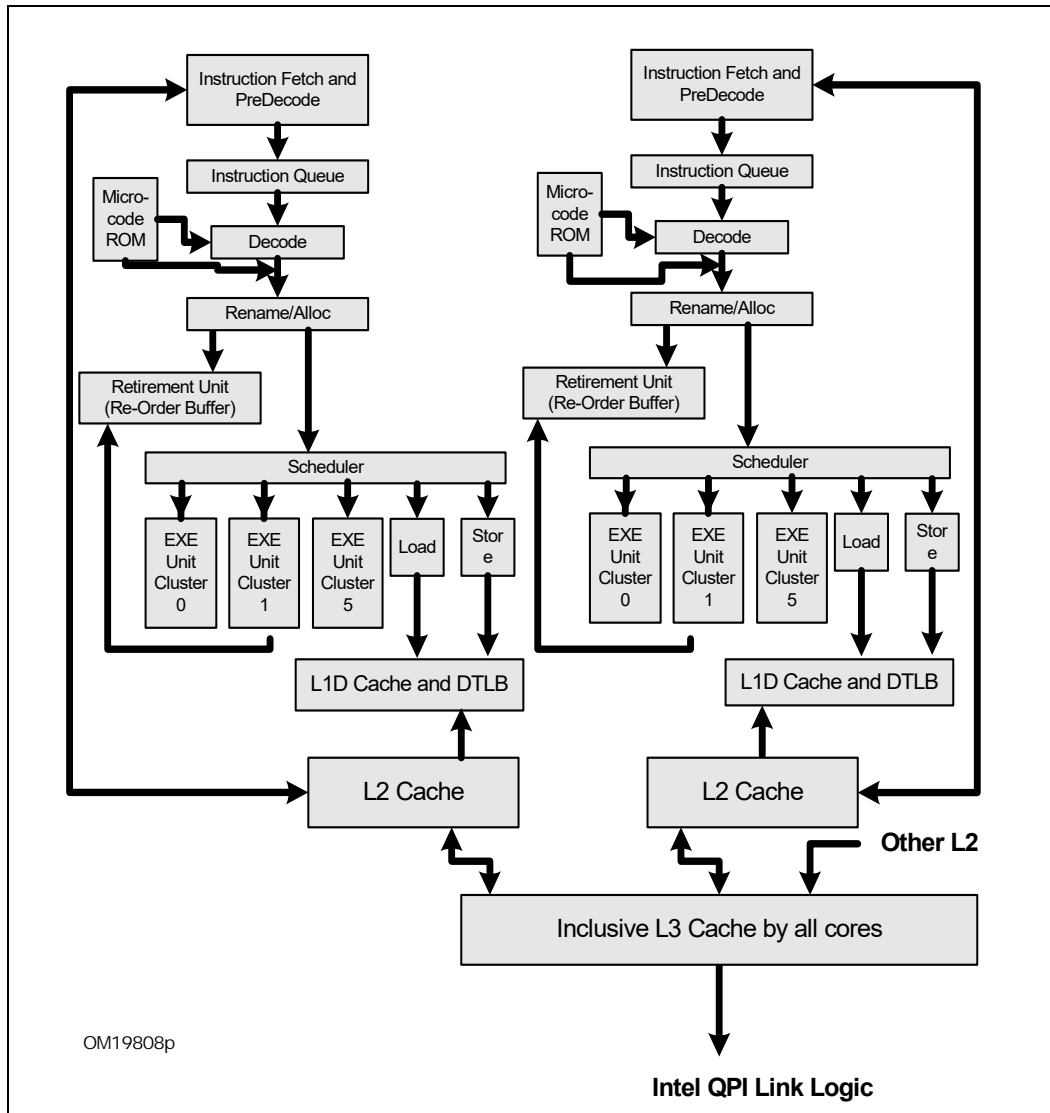 Instruction Fetch and
PreDecode
Instruction Queue
Micro-
code
ROM
Decode
Rename/Alloc
Retirement Unit
(Re-Order Buffer)
Scheduler
EXE
Unit
Cluster
0
EXE
Unit
Cluster
1
EXE
Unit
Cluster
5
Load
Stor
e
L1D Cache and DTLB
L2 Cache
Instruction Fetch and
PreDecode
Instruction Queue
Micro-
code
ROM
Decode
Rename/Alloc
Retirement Unit
(Re-Order Buffer)
Scheduler
EXE
Unit
Cluster
0
EXE
Unit
Cluster
1
EXE
Unit
Cluster
5
Load
Stor
e
L1D Cache and DTLB
L2 Cache
Other L2
Inclusive L3 Cache by all cores
OM19808p
Intel QPI Link Logic